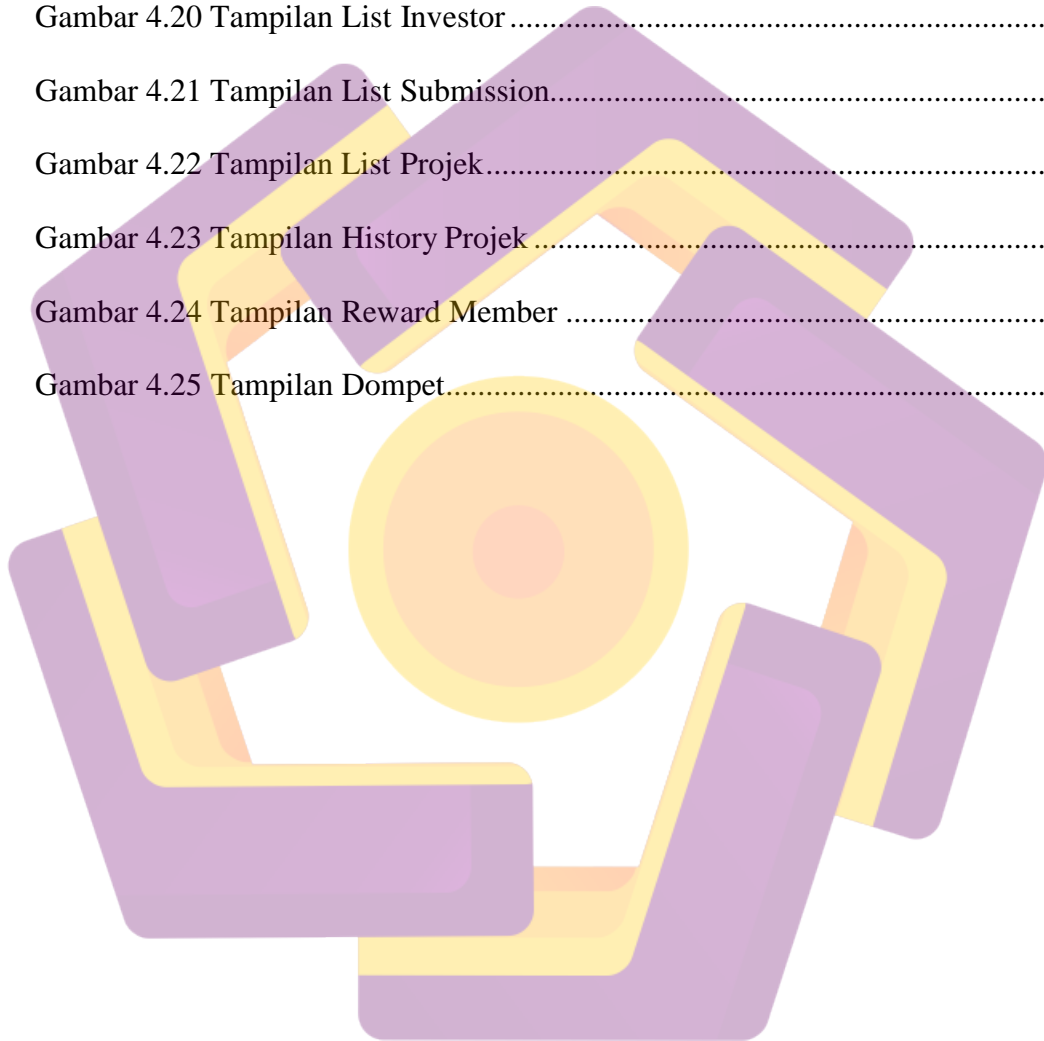 Gambar 4.20 Tampilan List Investor ....................................................................
Gambar 4.21 Tampilan List Submission..............................................................
Gambar 4.22 Tampilan List Projek......................................................................
Gambar 4.23 Tampilan History Projek.................................................................
Gambar 4.24 Tampilan Reward Member ............................................................
Gambar 4.25 Tampilan Dompet...........................................................................